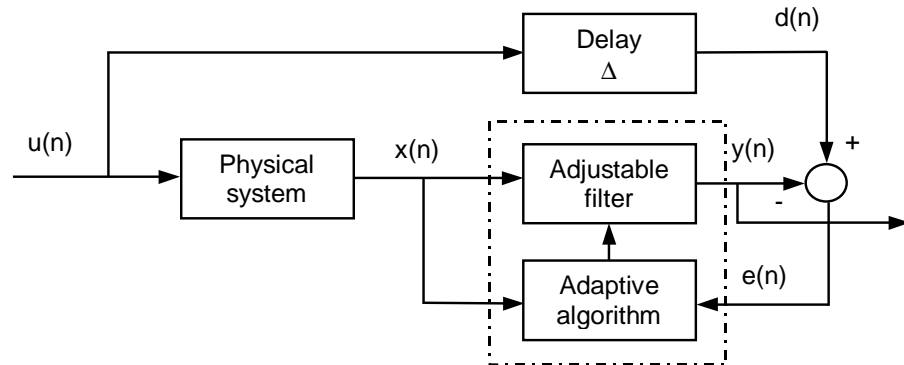 d(n)
Delay
Δ
u(n)
Physical
system
x(n)
Adjustable
filter
y(n)
+
-
Adaptive
algorithm
e(n)